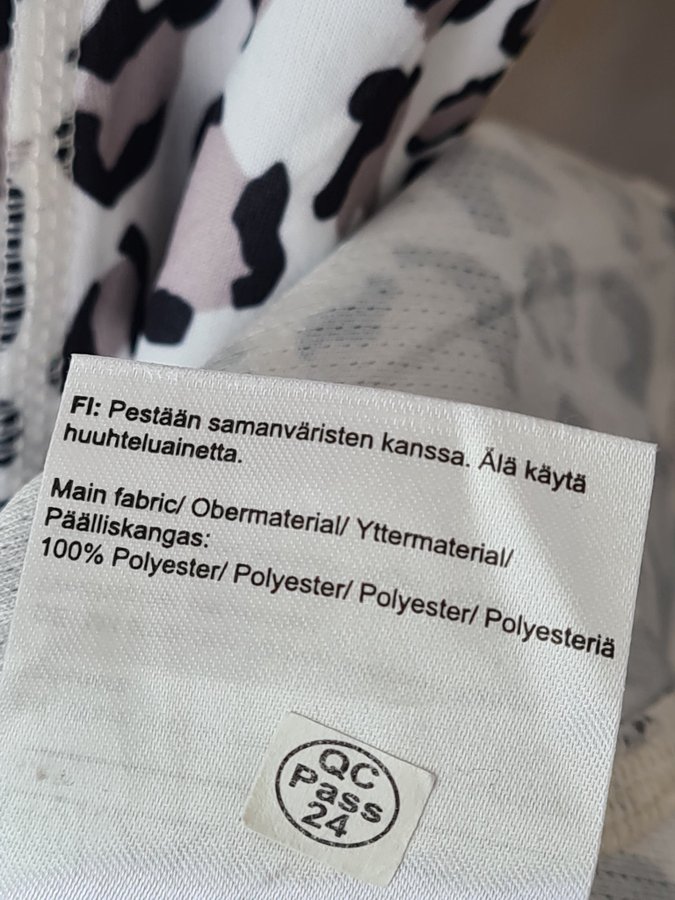 FI: Pestään samanväristen kanssa. Älä käytä
huuhteluainetta.
Main fabric/ Obermaterial/ Yttermaterial/
Päälliskangas:
100% Polyester/ Polyester/ Polyester/ Polyesteriä
QC
Pass
24